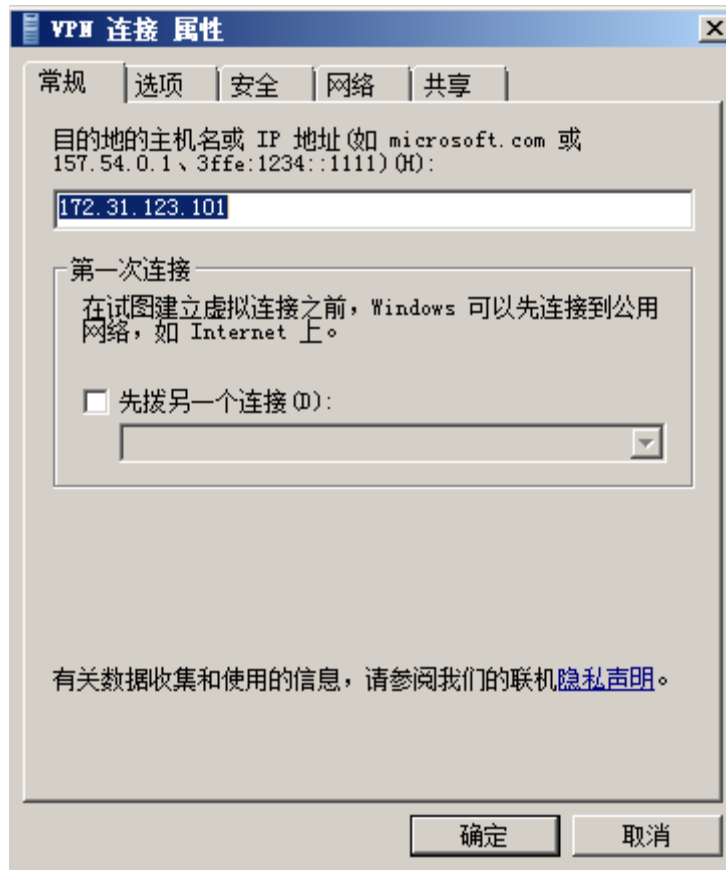 VPN 连接 属性
常规 选项 安全 网络 共享
目的地的主机名或 IP 地址(如 microsoft.com 或
157.54.0.1、3ffe:1234::1111)(H):
172.31.123.101
第一次连接
在试图建立虚拟连接之前，Windows 可以先连接到公用
网络，如 Internet 上。
先拨另一个连接(D):
有关数据收集和使用的信息，请参阅我们的联机隐私声明。
确定 取消